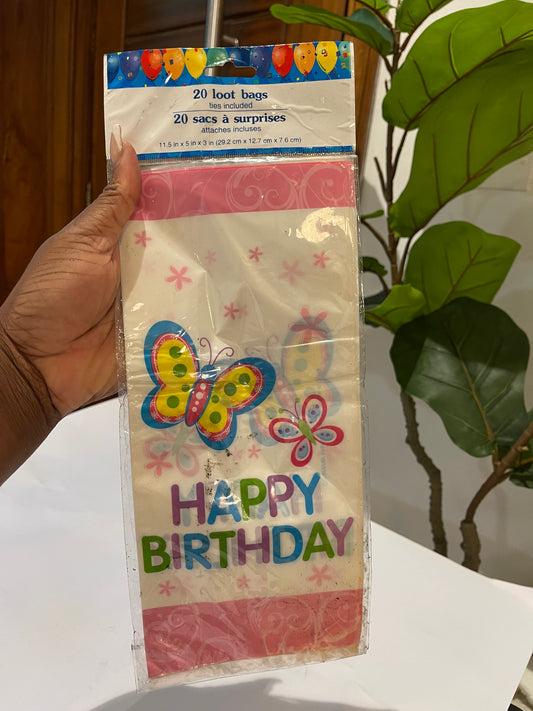 20 loot bags
ties included
20 sacs à surprises
attaches incluses
11.5 in x 5 in x 3 in (29.2 cm x 12.7 cm x 7.6 cm)
HAPPY
BIRTHDAY